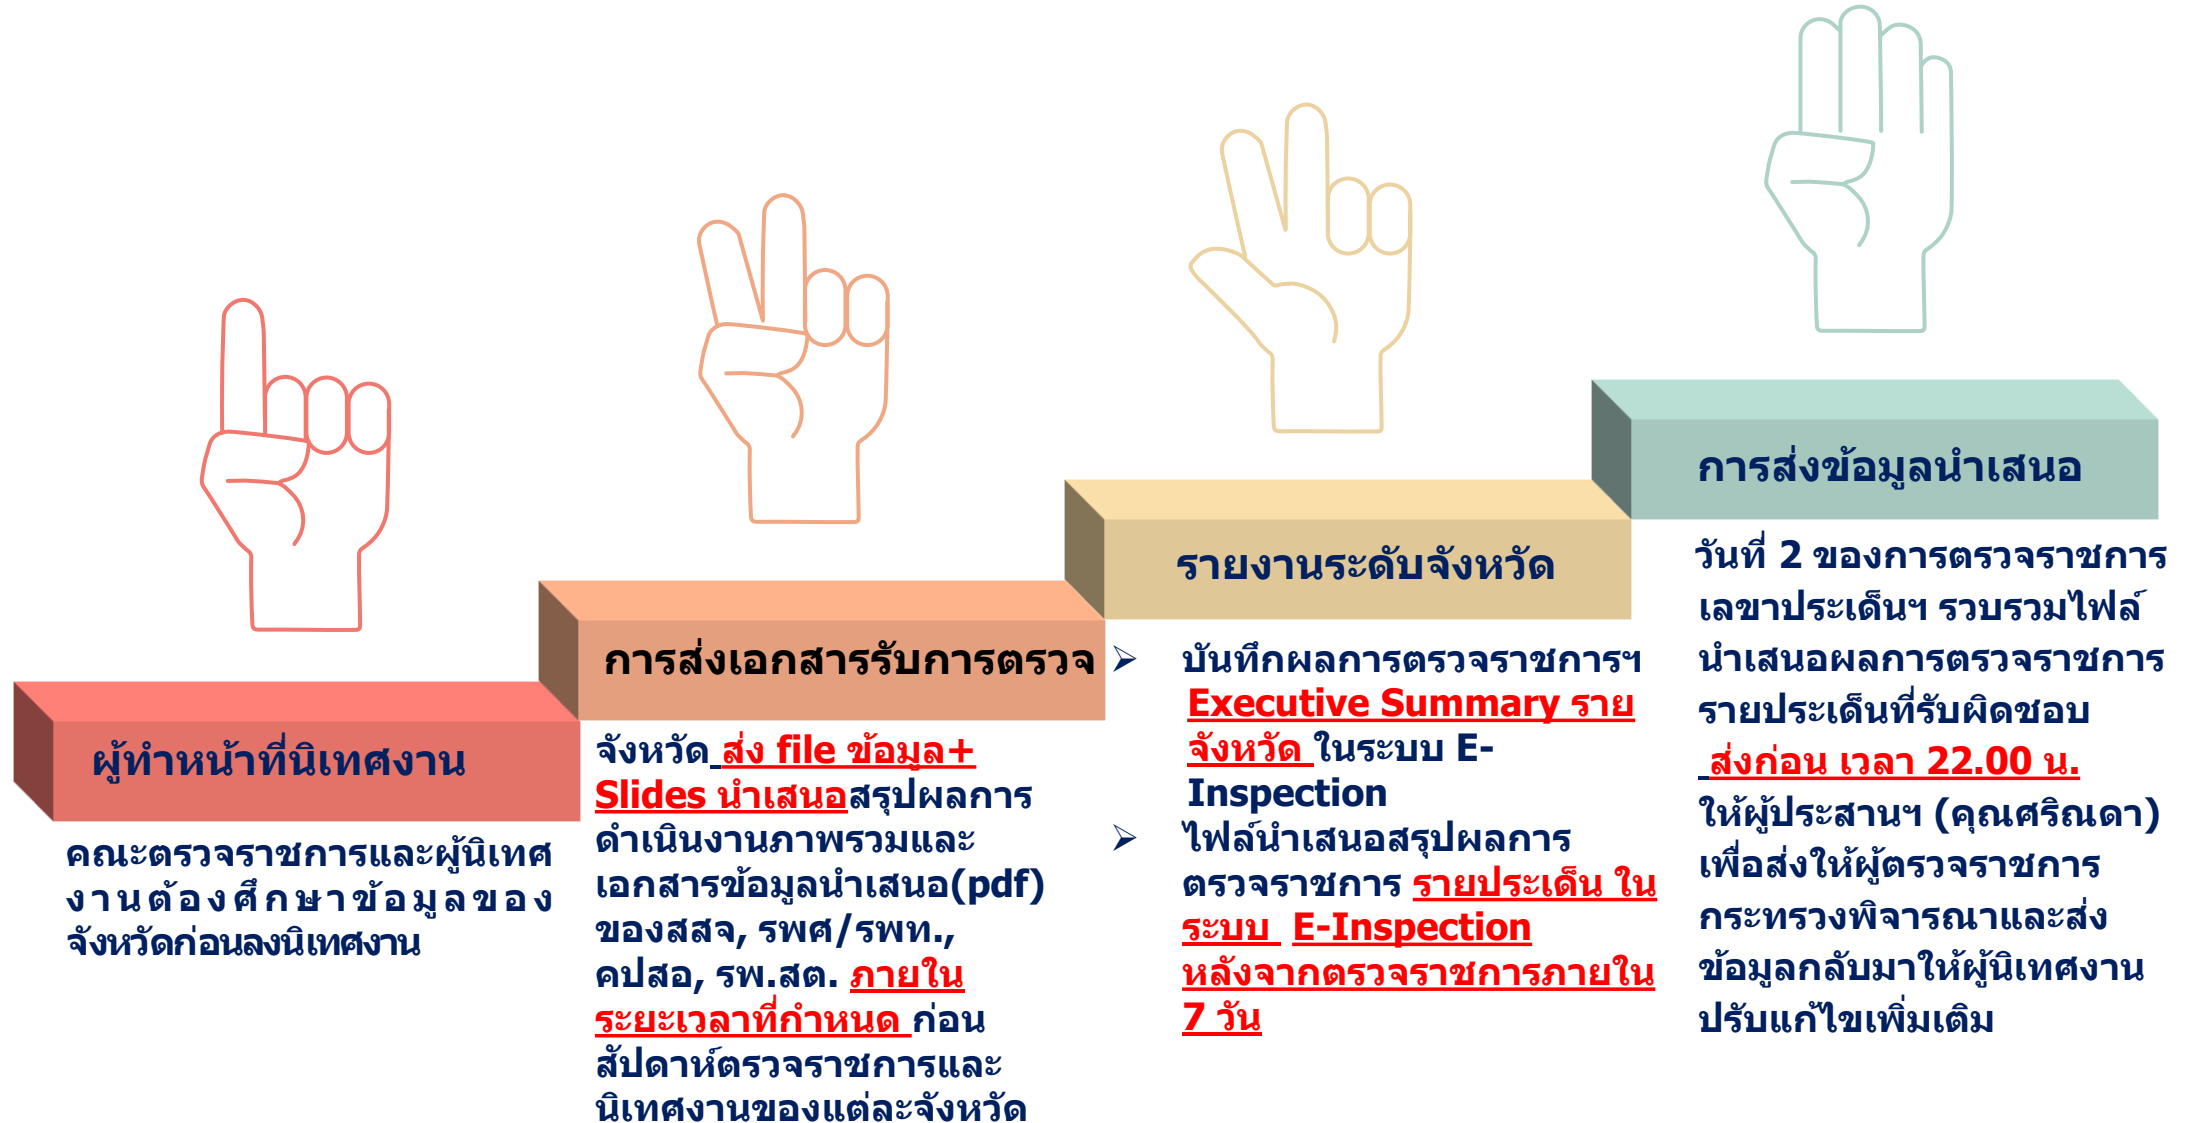 ผู้ทำหน้าที่นิเทศงาน
คณะตรวจราชการและผู้นิเทศ
งานต้องศึกษาข้อมูลของ
จังหวัดก่อนลงนิเทศงาน
การส่งเอกสารรับการตรวจ
จังหวัด ส่ง file ข้อมูล+
Slides นำเสนอสรุปผลการ
ดำเนินงานภาพรวมและ
เอกสารข้อมูลนำเสนอ(pdf)
ของสสจ, รพศ/รพท.,
คปสอ, รพ.สต. ภายใน
ระยะเวลาที่กำหนด ก่อน
สัปดาห์ตรวจราชการและ
นิเทศงานของแต่ละจังหวัด
รายงานระดับจังหวัด
➢ บันทึกผลการตรวจราชการฯ
Executive Summary ราย
จังหวัด ในระบบ E-
Inspection
➢ ไฟล์นำเสนอสรุปผลการ
ตรวจราชการ รายประเด็น ใน
ระบบ E-Inspection
หลังจากตรวจราชการภายใน
7 วัน
การส่งข้อมูลนำเสนอ
วันที่ 2 ของการตรวจราชการ
เลขาประเด็นฯ รวบรวมไฟล์
นำเสนอผลการตรวจราชการ
รายประเด็นที่รับผิดชอบ
ส่งก่อน เวลา 22.00 น.
ให้ผู้ประสานฯ (คุณศริณดา)
เพื่อส่งให้ผู้ตรวจราชการ
กระทรวงพิจารณาและส่ง
ข้อมูลกลับมาให้ผู้นิเทศงาน
ปรับแก้ไขเพิ่มเติม